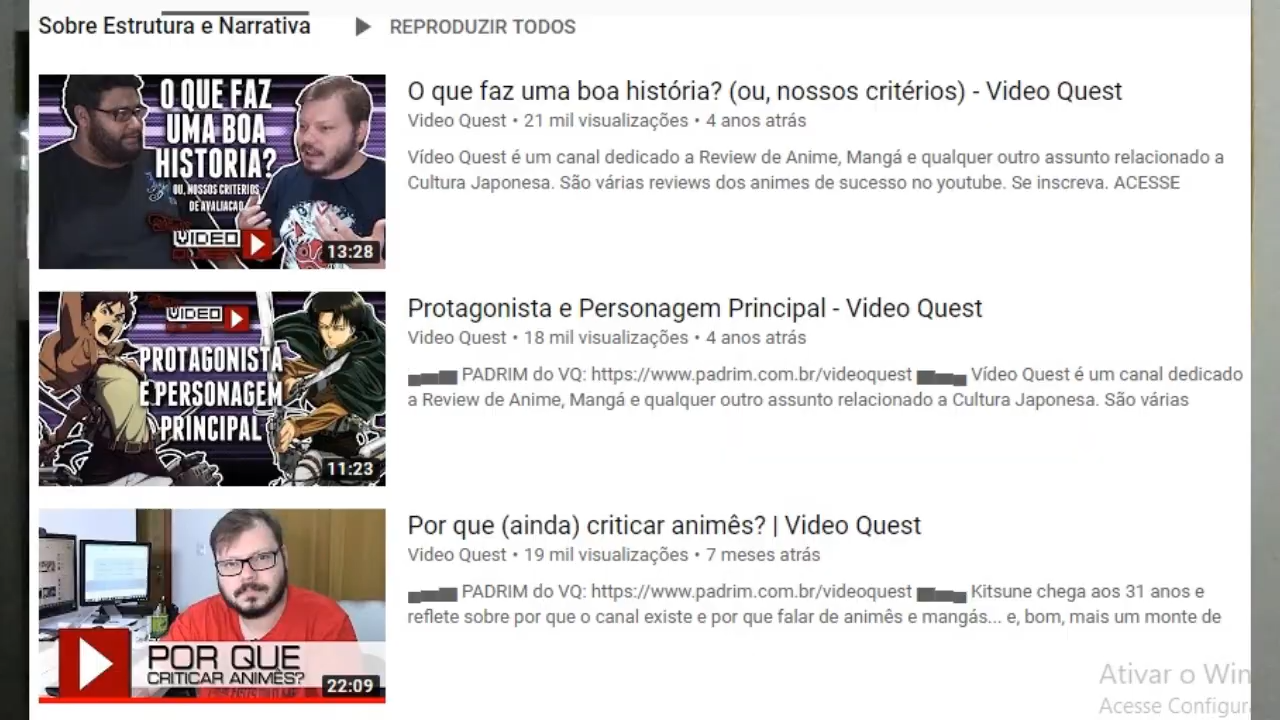 Sobre Estrutura e Narrativa
REPRODUZIR TODOS
O QUE FAZ
UMA BOA
HISTÓRIA?
OU, NOSSOS CRITÉRIOS
DE AVALIAÇÃO
VIDEO
QUEST
13:28
O que faz uma boa história? (ou, nossos critérios) - Video Quest
Video Quest • 21 mil visualizações • 4 anos atrás
Vídeo Quest é um canal dedicado a Review de Anime, Mangá e qualquer outro assunto relacionado a
Cultura Japonesa. São várias reviews dos animes de sucesso no youtube. Se inscreva. ACESSE
VIDEO
PROTAGONISTA
E PERSONAGEM
PRINCIPAL
11:23
Protagonista e Personagem Principal - Video Quest
Video Quest • 18 mil visualizações • 4 anos atrás
▄▅▆ PADRIM do VQ: https://www.padrim.com.br/videoquest ▆▅▄ Vídeo Quest é um canal dedicado
a Review de Anime, Mangá e qualquer outro assunto relacionado a Cultura Japonesa. São várias
POR QUE
CRITICAR ANIMÊS?
22:09
Por que (ainda) criticar animês? | Video Quest
Video Quest • 19 mil visualizações • 7 meses atrás
▄▅▆ PADRIM do VQ: https://www.padrim.com.br/videoquest ▆▅▄ Kitsune chega aos 31 anos e
reflete sobre por que o canal existe e por que falar de animês e mangás... e, bom, mais um monte de
Ativar o Win
Acesse Configura